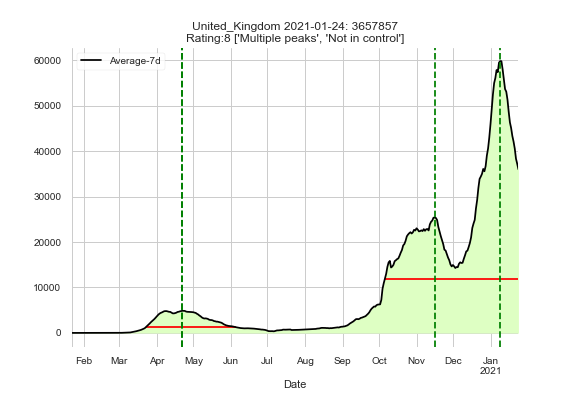 United_Kingdom 2021-01-24: 3657857
Rating:8 ['Multiple peaks', 'Not in control']
Average-7d
60000
50000
40000
30000
20000
10000
0
Feb Mar Apr May Jun Jul Aug Sep Oct Nov Dec Jan
2021
Date